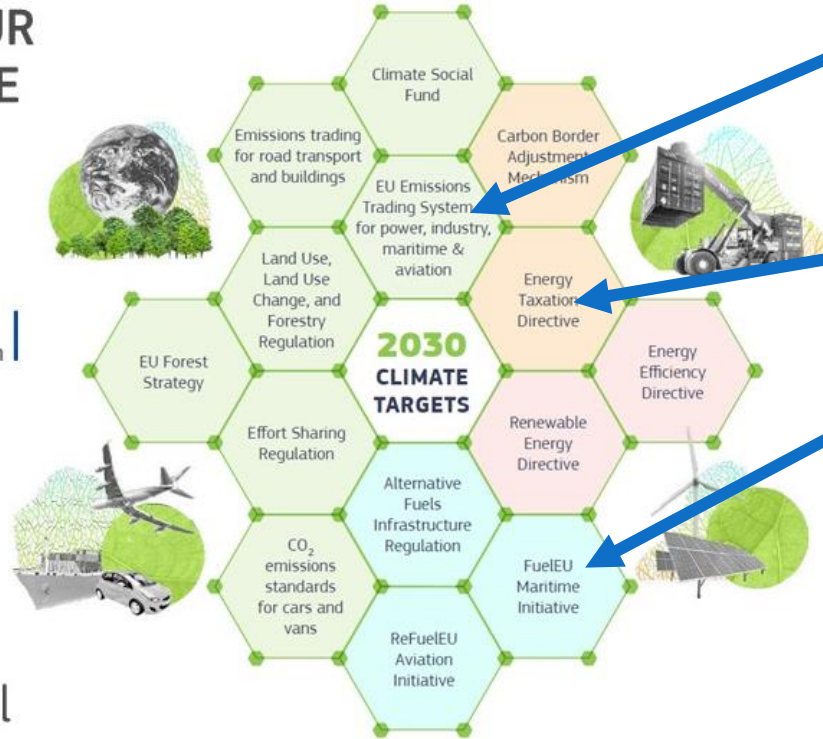 UR
E
Climate Social
Fund
Emissions trading
for road transport
and buildings
Carbon Border
Adjustment
Mechanism
EU Emissions
Trading System
for power, industry,
maritime &
aviation
Land Use,
Land Use
Change, and
Forestry
Regulation
Energy
Taxation
Directive
n
EU Forest
Strategy
2030
CLIMATE
TARGETS
Energy
Efficiency
Directive
Effort Sharing
Regulation
Renewable
Energy
Directive
Alternative
Fuels
Infrastructure
Regulation
CO₂
emissions
standards
for cars and
vans
FuelEU
Maritime
Initiative
ReFuelEU
Aviation
Initiative
l